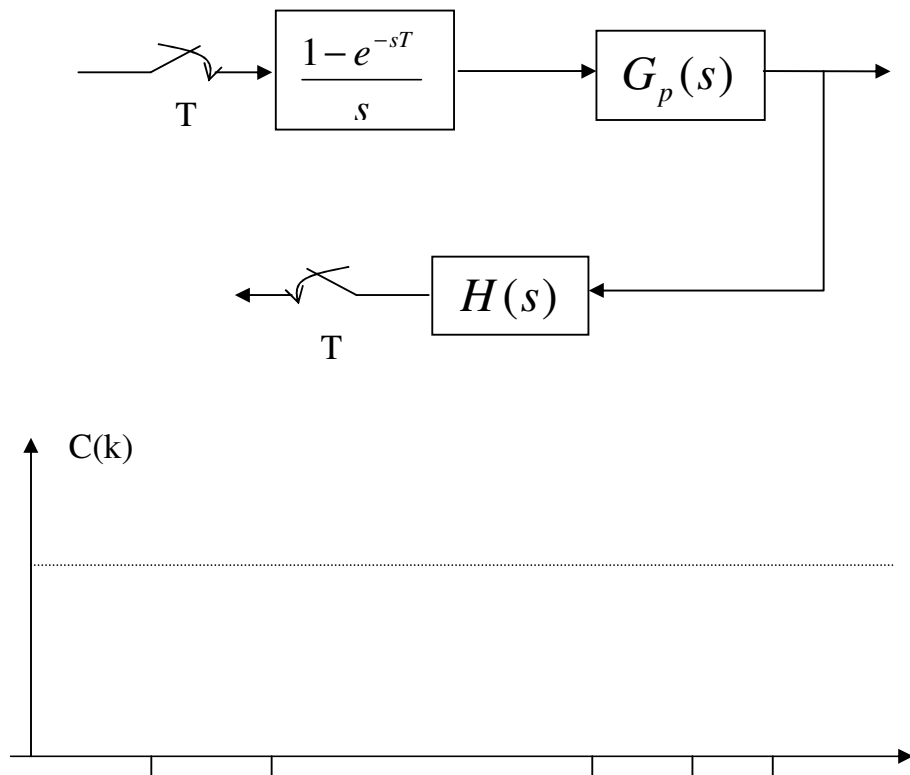 1 − e^{−sT}
s
G_p(s)
T
H(s)
T
C(k)